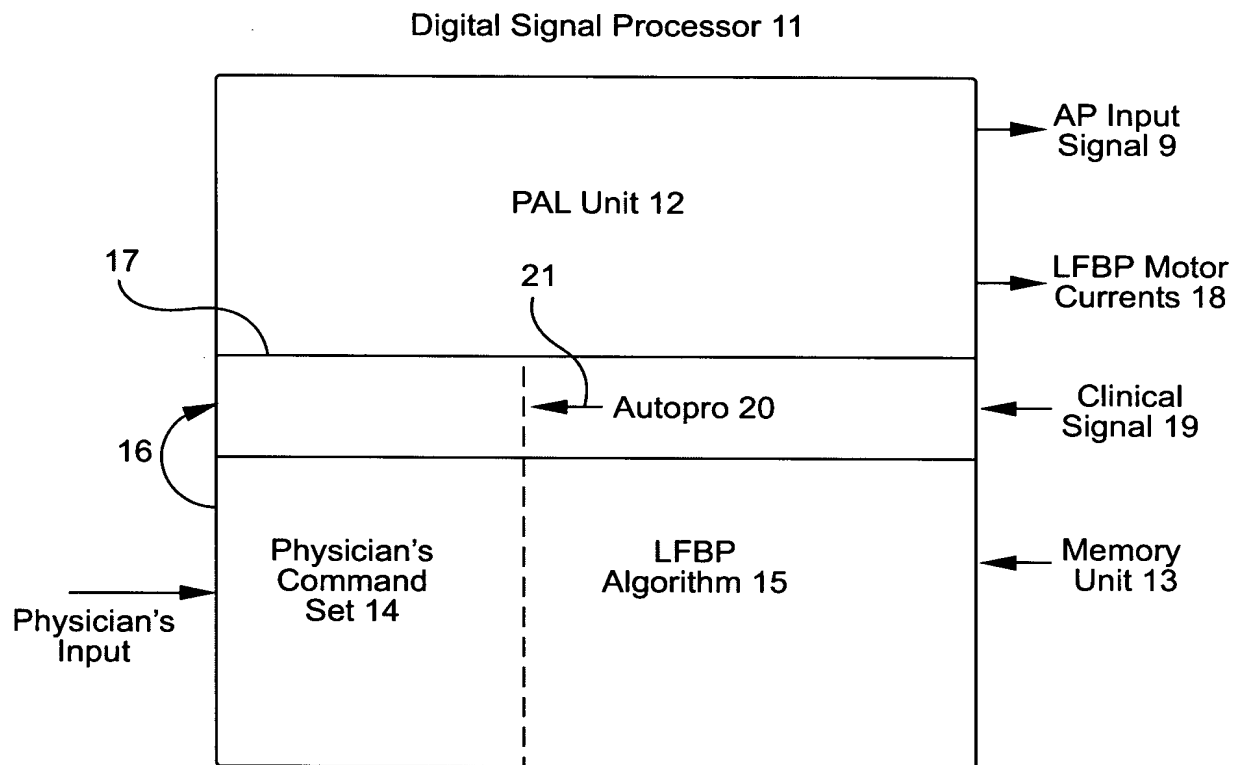 Digital Signal Processor 11
AP Input
Signal 9
PAL Unit 12
17
21
LFBP Motor
Currents 18
Autopro 20
Clinical
Signal 19
16
Physician's
Command
Set 14
LFBP
Algorithm 15
Memory
Unit 13
Physician's
Input